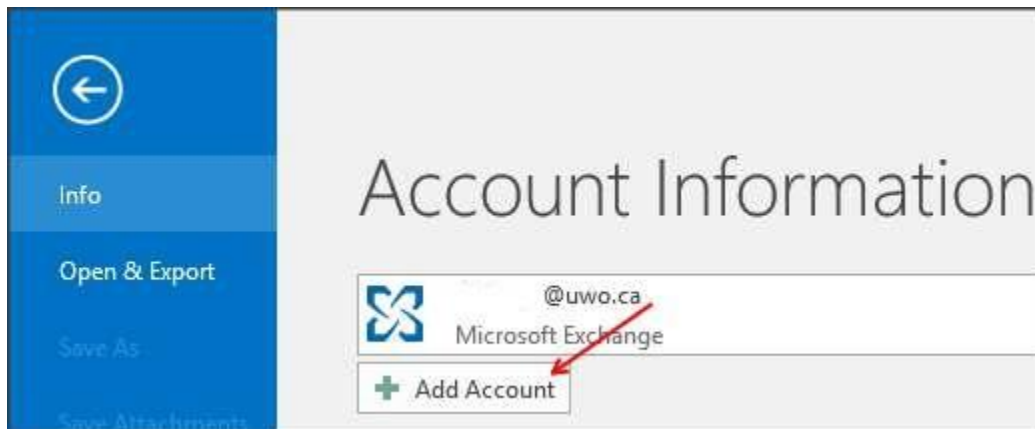 Info
Open & Export
Save As
Save Attachments
Account Information
@uwo.ca
Microsoft Exchange
Add Account